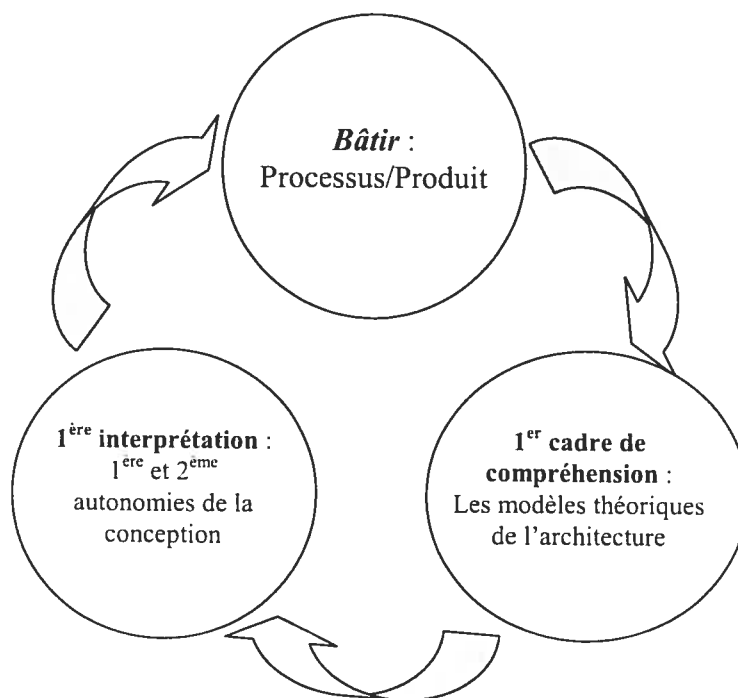 Bâtir :
Processus/Produit
1ère interprétation :
1ère et 2ème
autonomies de la
conception
1er cadre de
compréhension :
Les modèles théoriques
de l’architecture